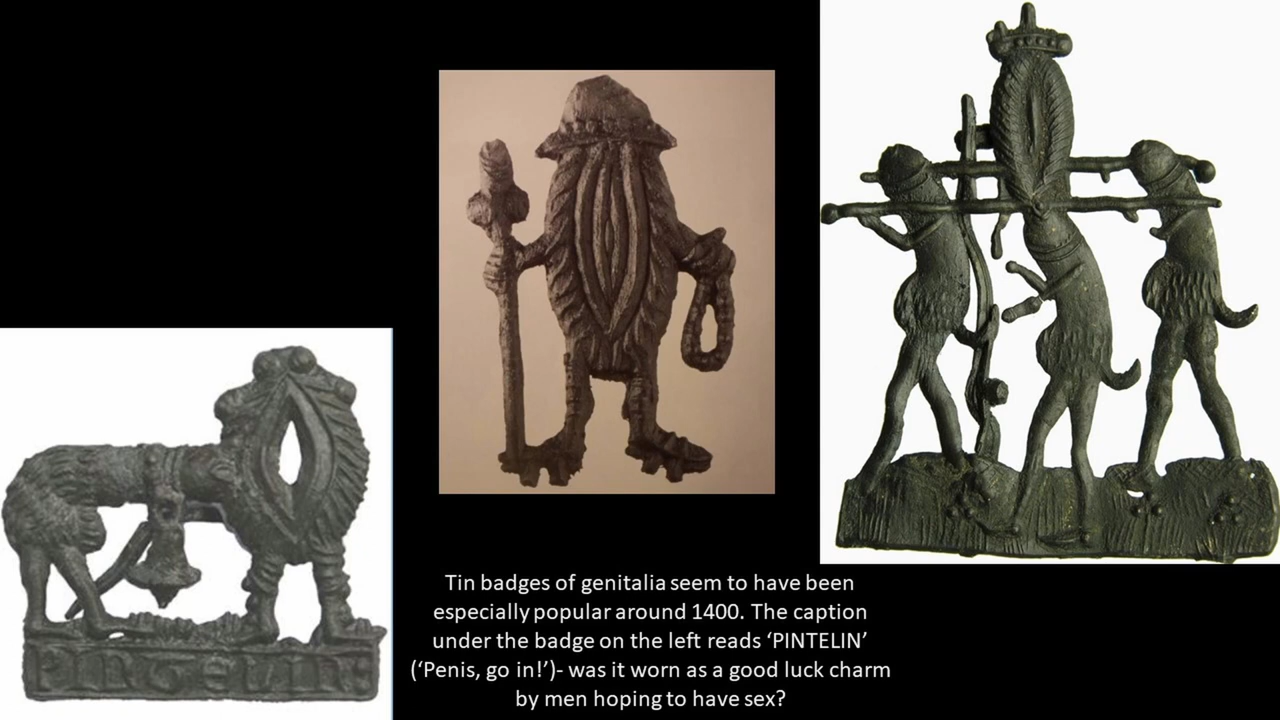 Tin badges of genitalia seem to have been
especially popular around 1400. The caption
under the badge on the left reads ‘PINTELIN’
(‘Penis, go in!’)- was it worn as a good luck charm
by men hoping to have sex?
PINTELIN